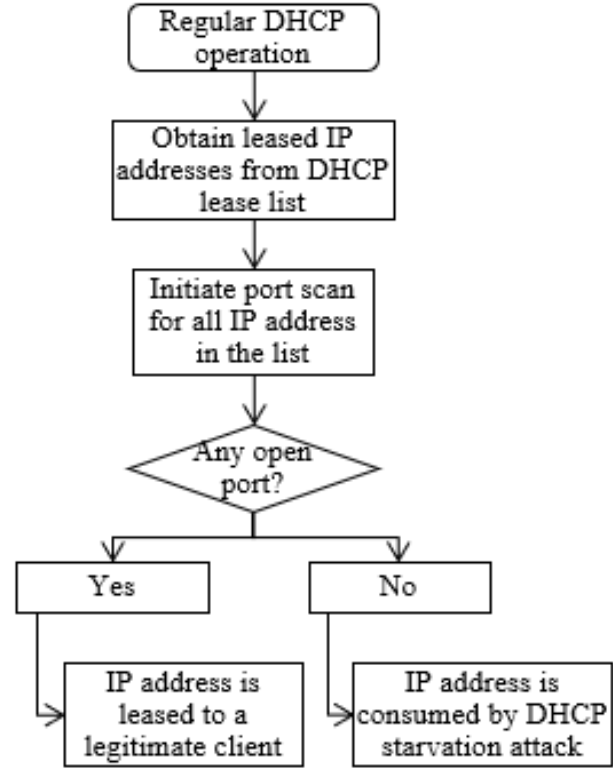 Regular DHCP
operation
Obtain leased IP
addresses from DHCP
lease list
Initiate port scan
for all IP address
in the list
Any open
port?
Yes
No
IP address is
leased to a
legitimate client
IP address is
consumed by DHCP
starvation attack